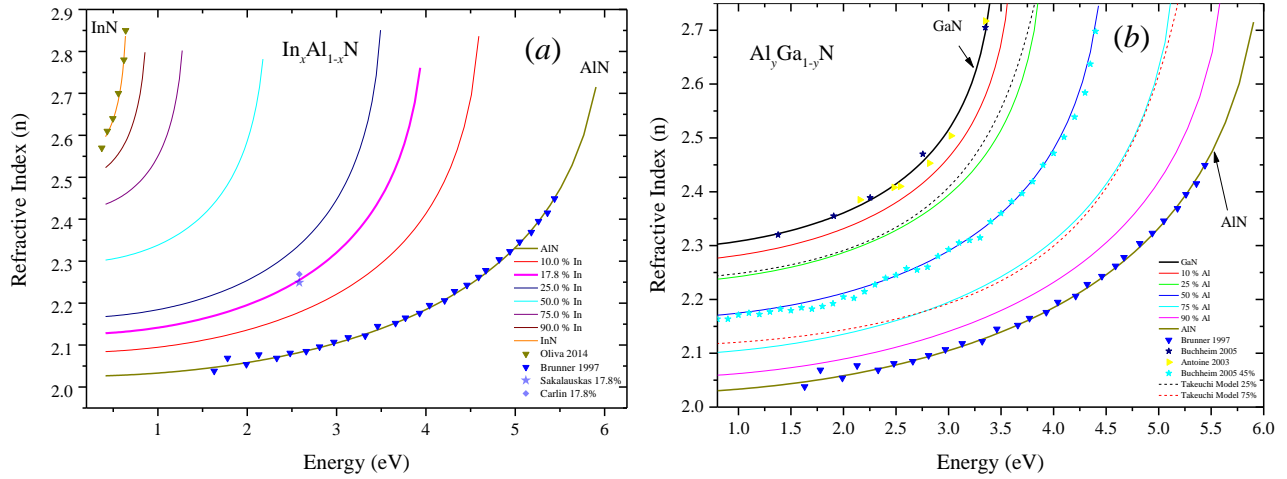 InN
In_xAl_{1-x}N
(a)
AlN
Refractive Index (n)
2.9
2.8
2.7
2.6
2.5
2.4
2.3
2.2
2.1
2.0
AlN
10.0 % In
17.8 % In
25.0 % In
50.0 % In
75.0 % In
90.0 % In
InN
Oliva 2014
Brunner 1997
Sakalauskas 17.8%
Carlin 17.8%
1 2 3 4 5 6
Energy (eV)
GaN
Al_yGa_{1-y}N
(b)
AlN
Refractive Index (n)
2.7
2.6
2.5
2.4
2.3
2.2
2.1
2.0
GaN
10 % Al
25 % Al
50 % Al
75 % Al
90 % Al
AlN
Brunner 1997
Buchheim 2005
Antoine 2003
Buchheim 2005 45%
Takeuchi Model 25%
Takeuchi Model 75%
1.0 1.5 2.0 2.5 3.0 3.5 4.0 4.5 5.0 5.5 6.0
Energy (eV)